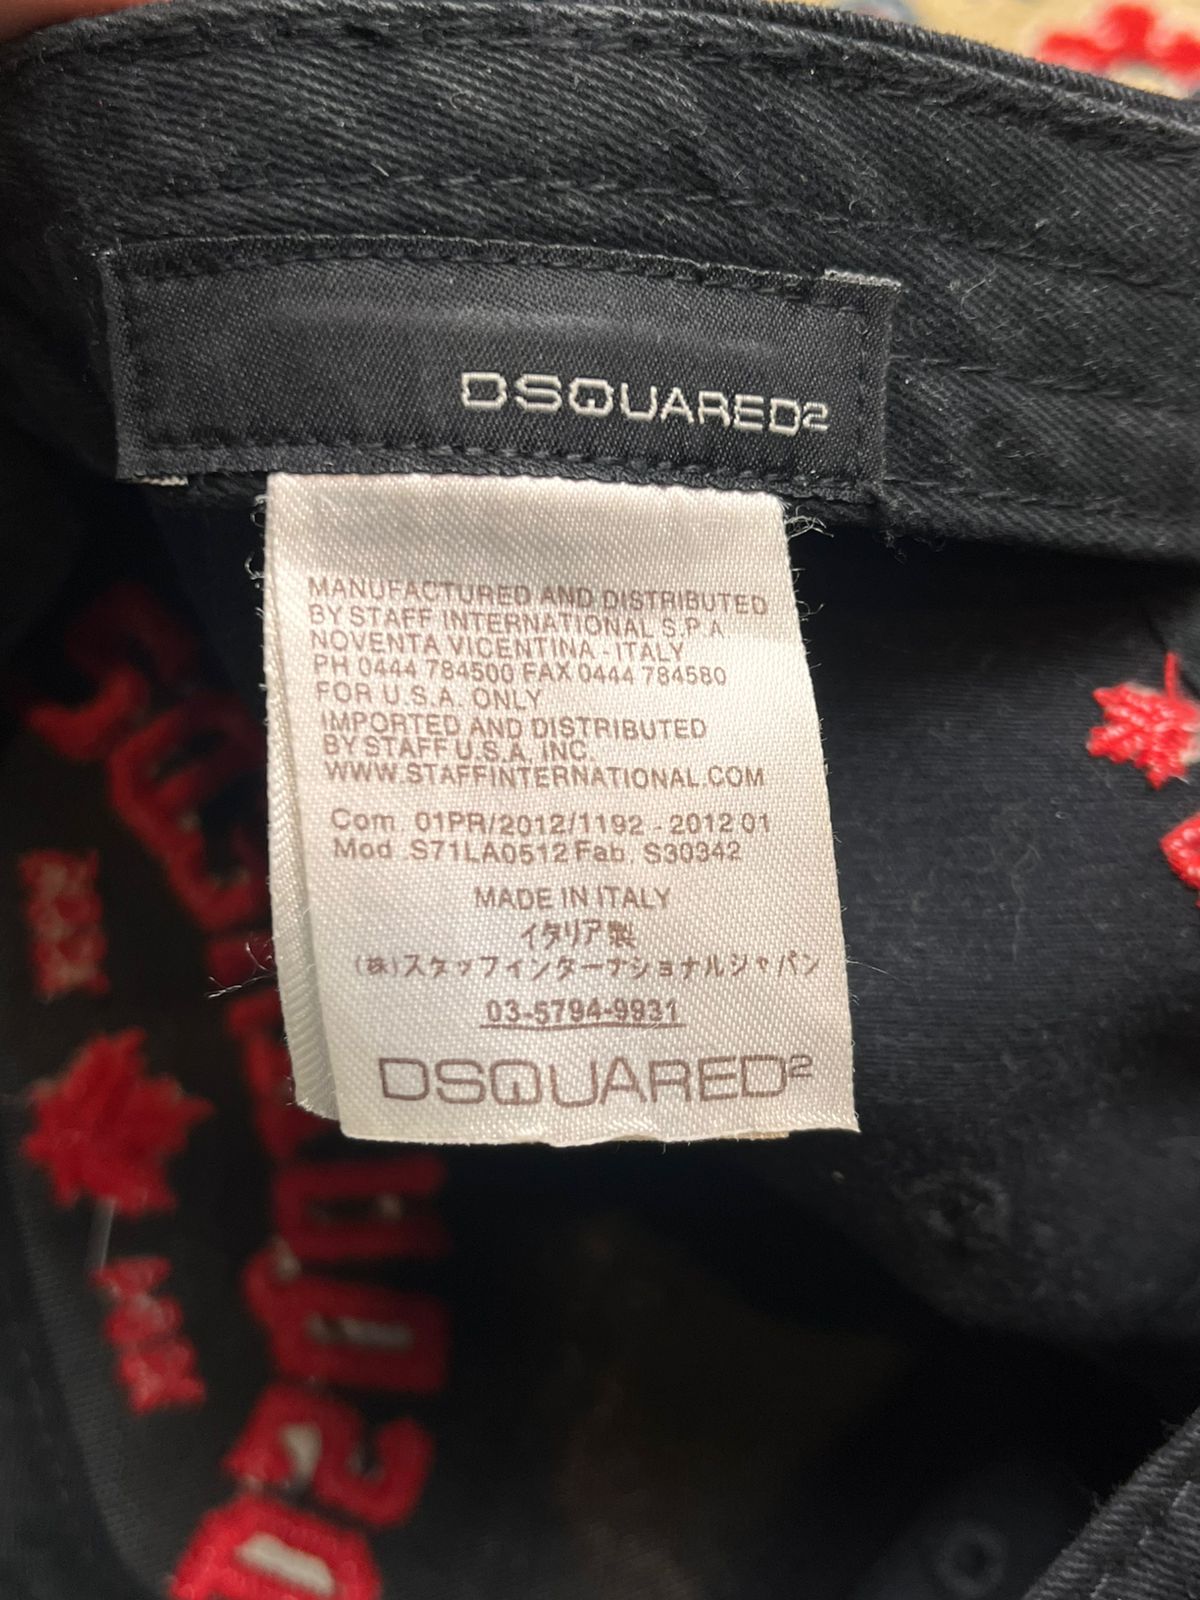 DSQUARED2
MANUFACTURED AND DISTRIBUTED
BY STAFF INTERNATIONAL S.P.A
NOVENTA VICENTINA - ITALY
PH 0444 784500 FAX 0444 784580
FOR U.S.A. ONLY
IMPORTED AND DISTRIBUTED
BY STAFF U.S.A. INC.
WWW.STAFFINTERNATIONAL.COM
Com. 01PR/2012/1192 - 2012 01
Mod .S71LA0512 Fab. S30342
MADE IN ITALY
イタリア製
(株)スタッフインターナショナルジャパン
03-5794-9931
DSQUARED2